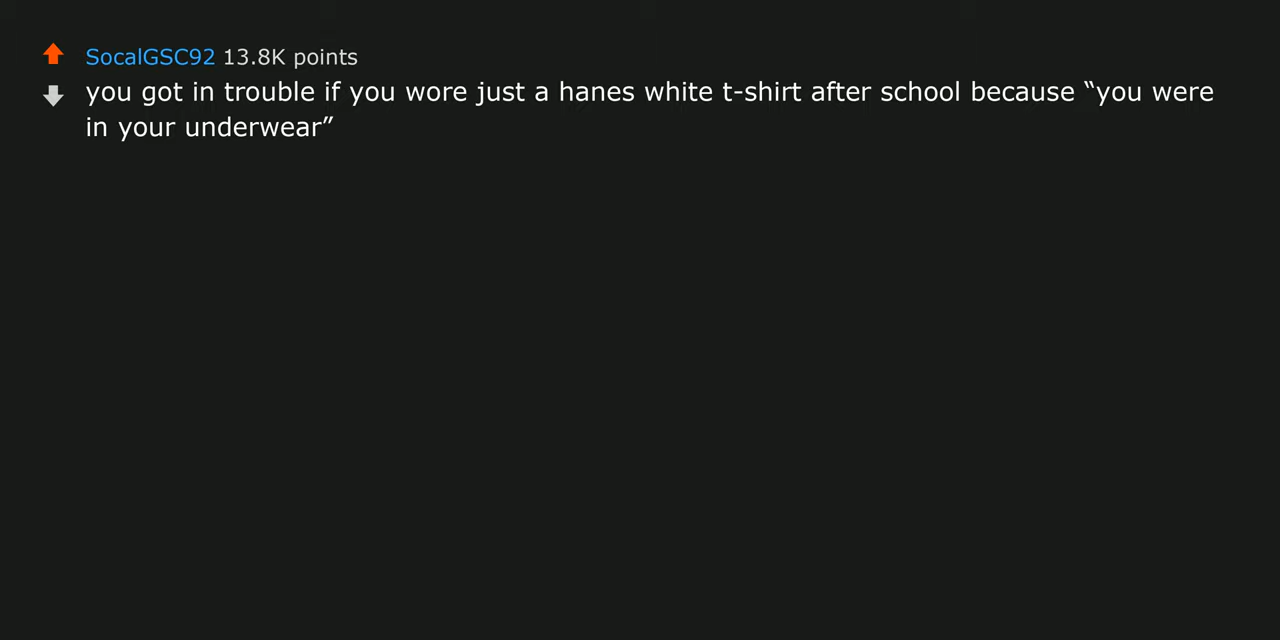 SocalGSC92 13.8K points
you got in trouble if you wore just a hanes white t-shirt after school because “you were
in your underwear”